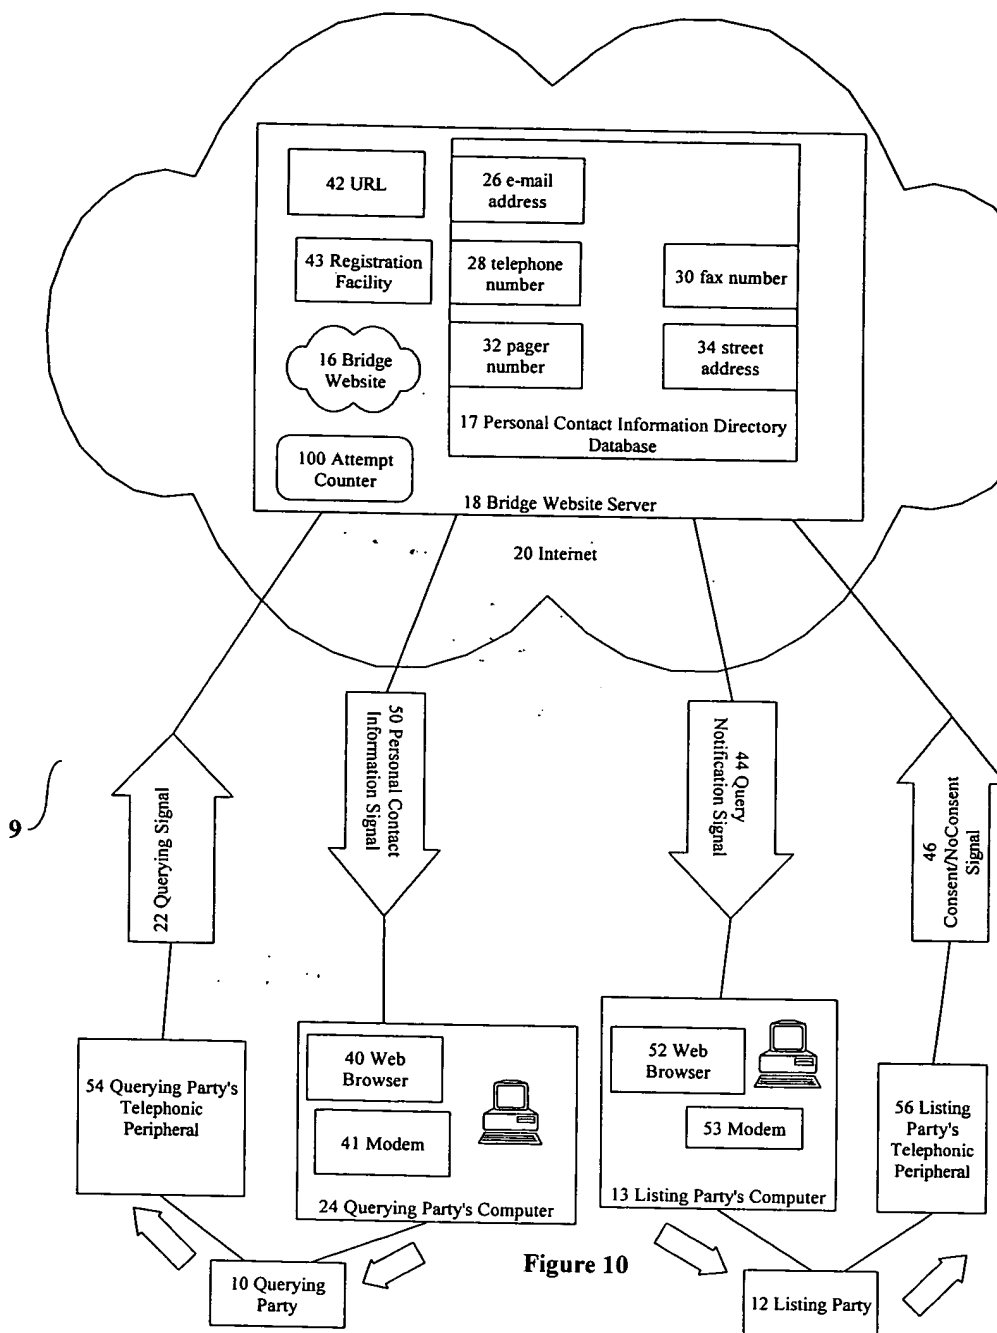 42 URL
26 e-mail
address
43 Registration
Facility
28 telephone
number
30 fax number
16 Bridge
Website
32 pager
number
34 street
address
17 Personal Contact Information Directory
Database
100 Attempt
Counter
18 Bridge Website Server
20 Internet
9
22 Querying Signal
50 Personal Contact
Information Signal
44 Query
Notification Signal
46
Consent/NoConsent
Signal
54 Querying Party's
Telephonic
Peripheral
40 Web
Browser
41 Modem
24 Querying Party's Computer
52 Web
Browser
53 Modem
13 Listing Party's Computer
56 Listing
Party's
Telephonic
Peripheral
10 Querying
Party
Figure 10
12 Listing Party